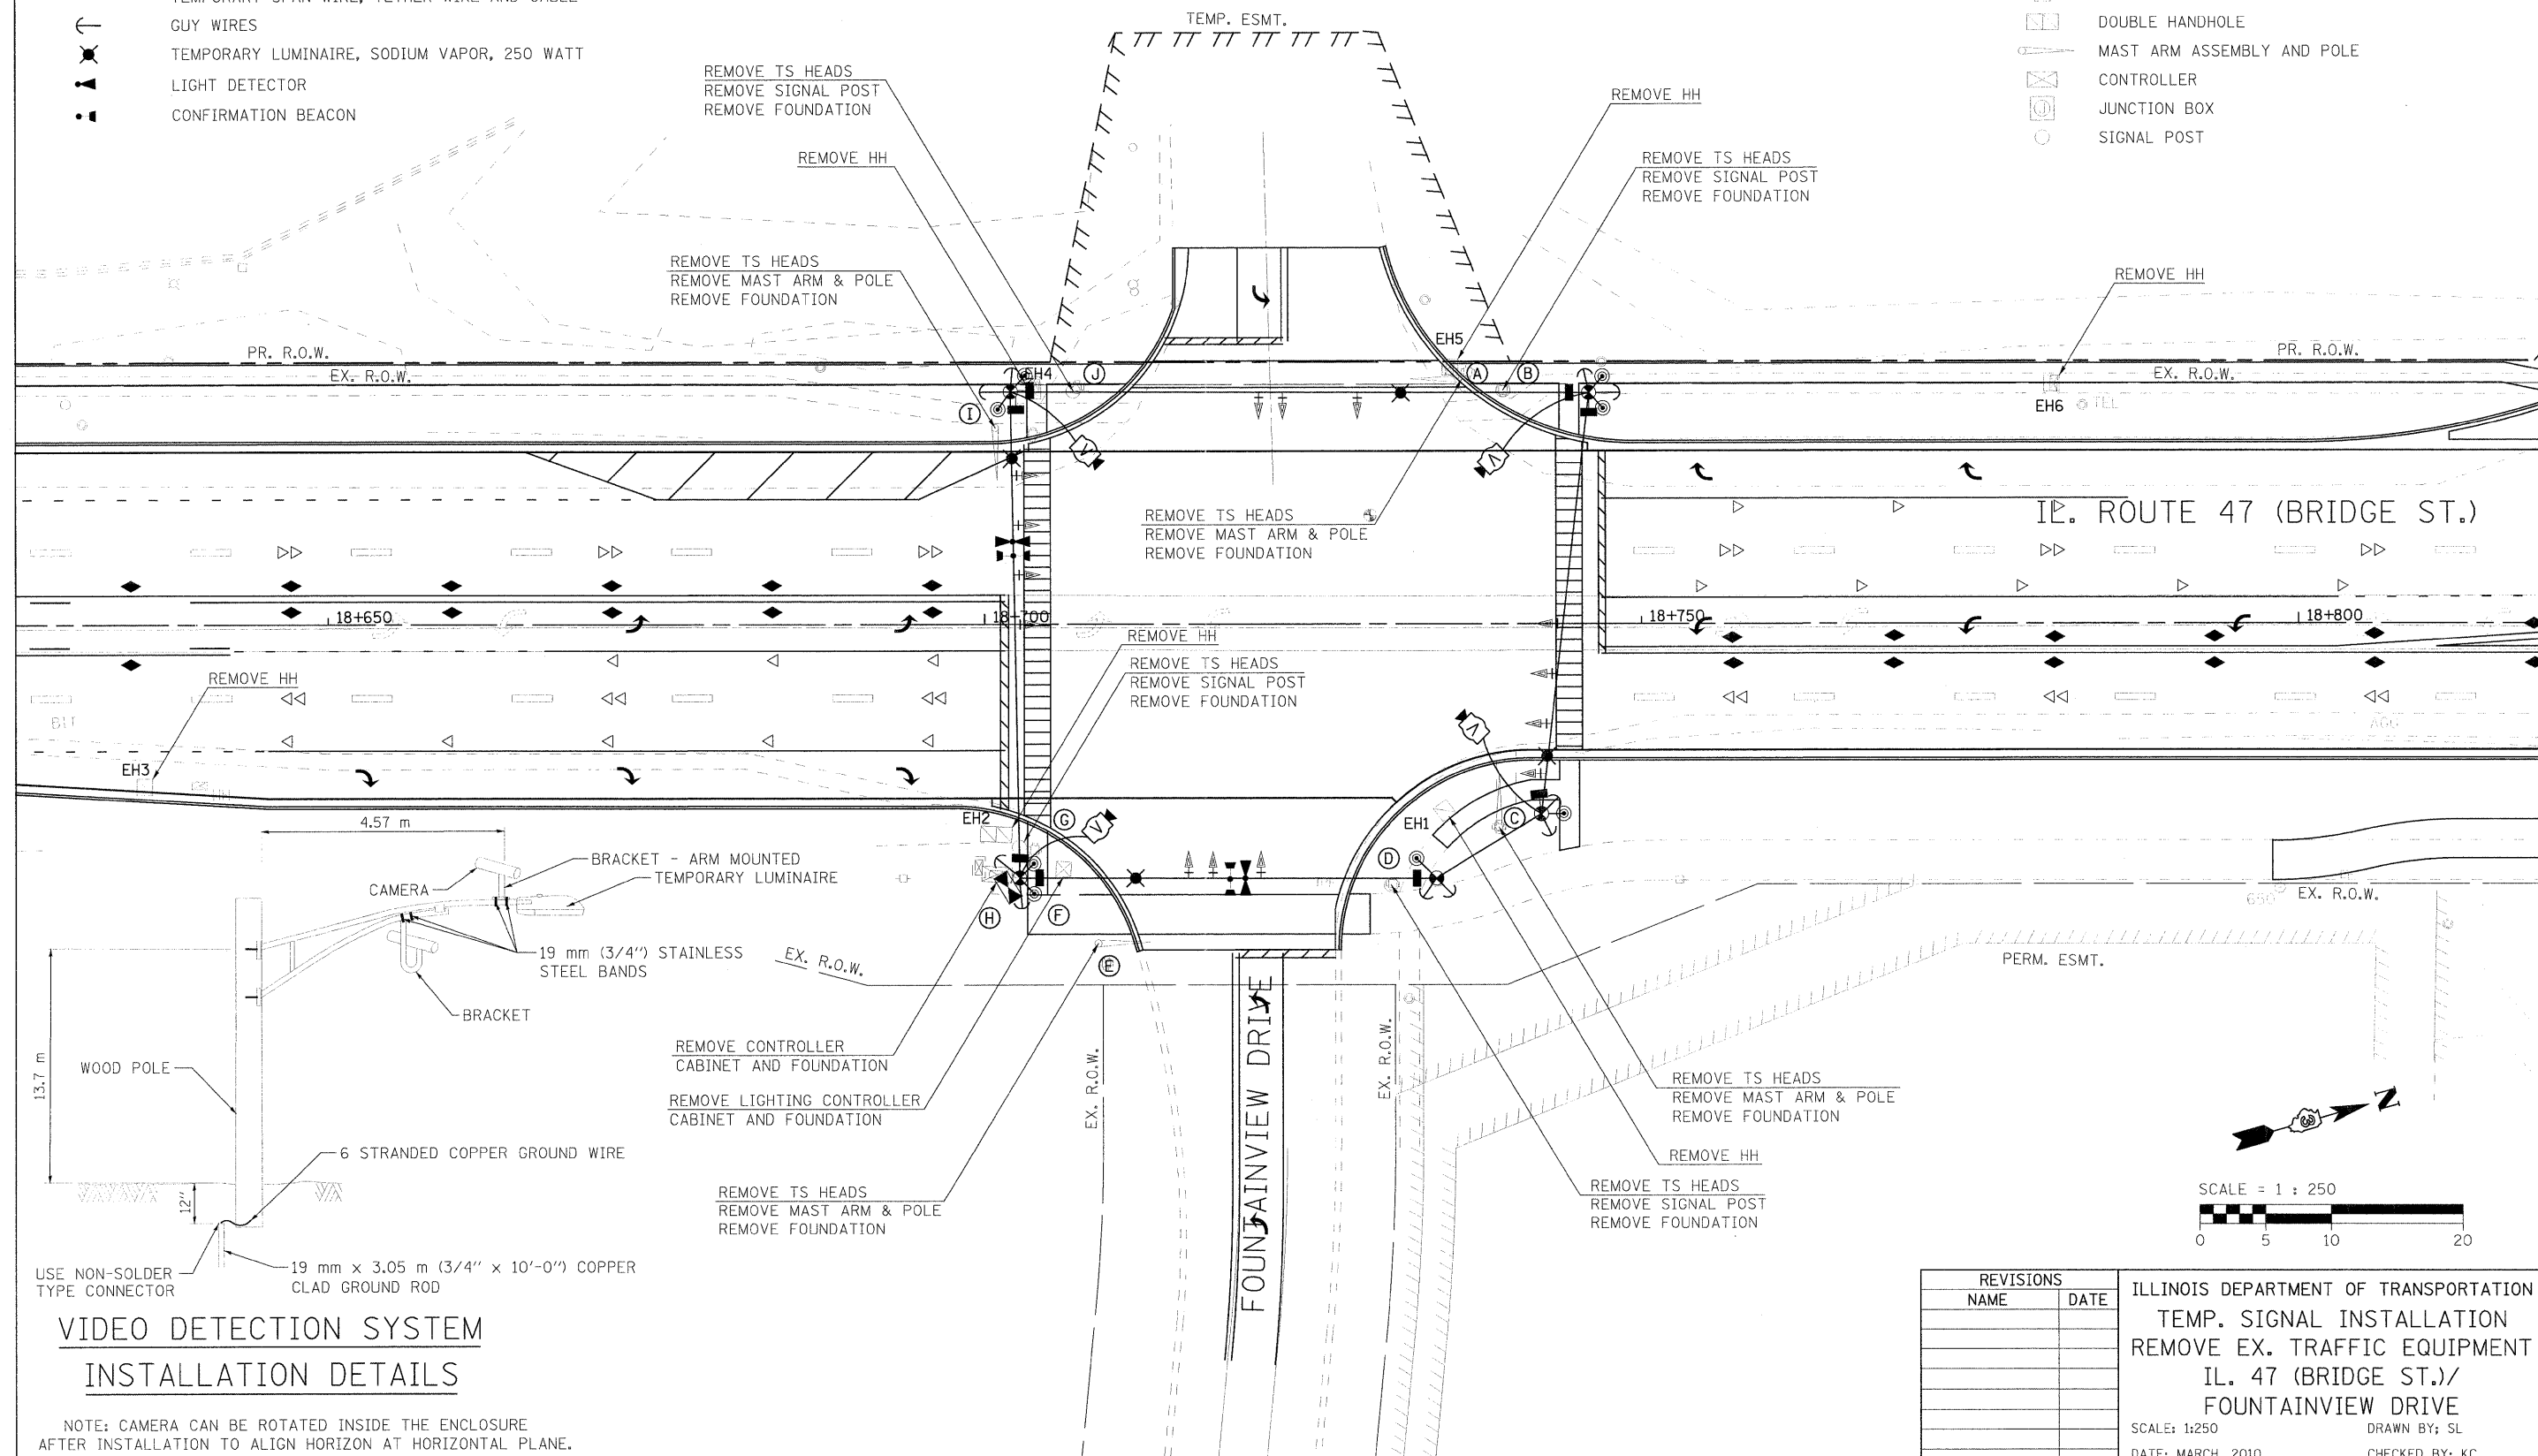 GUY WIRES
TEMPORARY LUMINAIRE, SODIUM VAPOR, 250 WATT
LIGHT DETECTOR
CONFIRMATION BEACON
DOUBLE HANDHOLE
MAST ARM ASSEMBLY AND POLE
CONTROLLER
JUNCTION BOX
SIGNAL POST
TEMP. ESMT.
REMOVE TS HEADS
REMOVE SIGNAL POST
REMOVE FOUNDATION
REMOVE HH
REMOVE HH
REMOVE TS HEADS
REMOVE SIGNAL POST
REMOVE FOUNDATION
REMOVE TS HEADS
REMOVE MAST ARM & POLE
REMOVE FOUNDATION
REMOVE HH
PR. R.O.W.
EX. R.O.W.
EH4
J
I
EH5
A
B
PR. R.O.W.
EX. R.O.W.
EH6
TEL
V
V
REMOVE TS HEADS
REMOVE MAST ARM & POLE
REMOVE FOUNDATION
IL. ROUTE 47 (BRIDGE ST.)
18+650
18+700
18+750
18+800
REMOVE HH
REMOVE TS HEADS
REMOVE SIGNAL POST
REMOVE FOUNDATION
REMOVE HH
BIT
AGG
EH3
EH2
G
V
V
EH1
C
D
H
F
E
4.57 m
BRACKET - ARM MOUNTED
TEMPORARY LUMINAIRE
CAMERA
19 mm (3/4") STAINLESS
STEEL BANDS
BRACKET
WOOD POLE
13.7 m
6 STRANDED COPPER GROUND WIRE
12"
USE NON-SOLDER
TYPE CONNECTOR
19 mm x 3.05 m (3/4" x 10'-0") COPPER
CLAD GROUND ROD
VIDEO DETECTION SYSTEM
INSTALLATION DETAILS
NOTE: CAMERA CAN BE ROTATED INSIDE THE ENCLOSURE
AFTER INSTALLATION TO ALIGN HORIZON AT HORIZONTAL PLANE.
EX. R.O.W.
REMOVE CONTROLLER
CABINET AND FOUNDATION
REMOVE LIGHTING CONTROLLER
CABINET AND FOUNDATION
REMOVE TS HEADS
REMOVE MAST ARM & POLE
REMOVE FOUNDATION
EX. R.O.W.
FOUNTAINVIEW DRIVE
EX. R.O.W.
650
EX. R.O.W.
PERM. ESMT.
REMOVE TS HEADS
REMOVE MAST ARM & POLE
REMOVE FOUNDATION
REMOVE HH
REMOVE TS HEADS
REMOVE SIGNAL POST
REMOVE FOUNDATION
N
SCALE = 1 : 250
0 5 10 20
REVISIONS
NAME DATE
ILLINOIS DEPARTMENT OF TRANSPORTATION
TEMP. SIGNAL INSTALLATION
REMOVE EX. TRAFFIC EQUIPMENT
IL. 47 (BRIDGE ST.)/
FOUNTAINVIEW DRIVE
SCALE: 1:250 DRAWN BY; SL
DATE: MARCH, 2010 CHECKED BY: KC